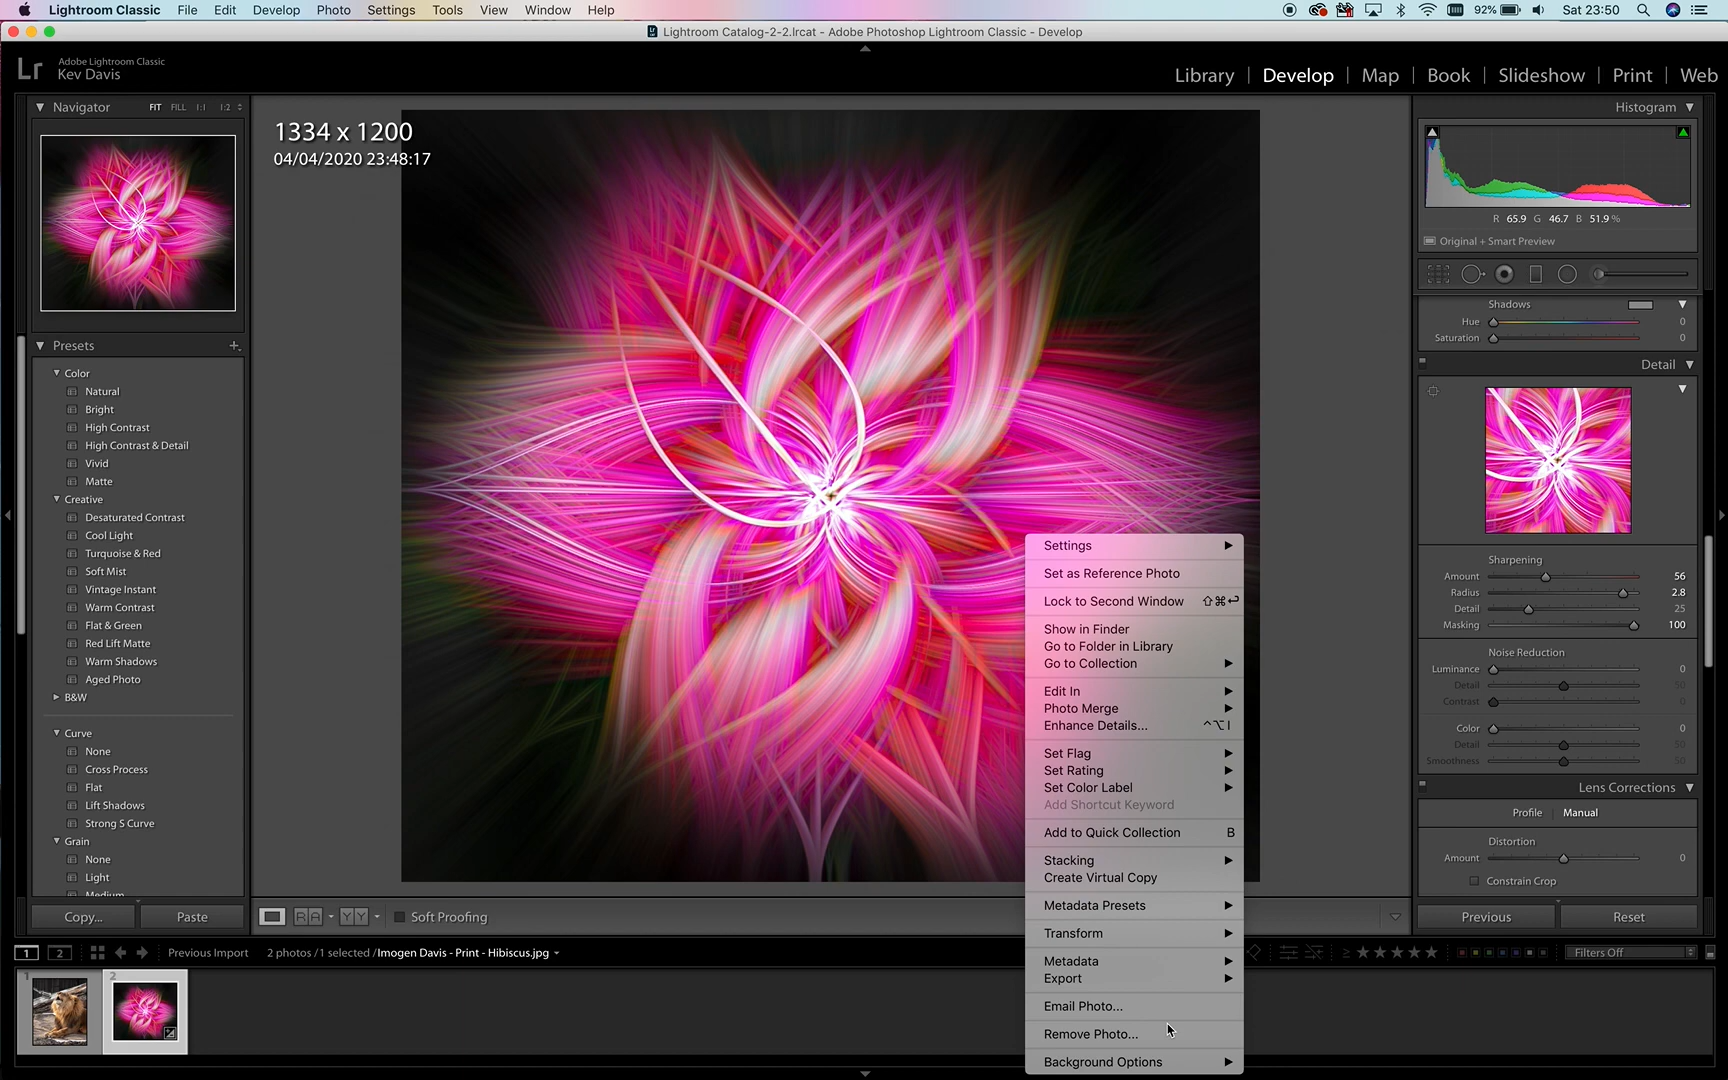 Lightroom Classic File Edit Develop Photo Settings Tools View Window Help 92% Sat 23:50
Lightroom Catalog-2-2.lrcat - Adobe Photoshop Lightroom Classic - Develop
Lr
Adobe Lightroom Classic
Kev Davis
Library | Develop | Map | Book | Slideshow | Print | Web
Navigator FIT FILL 1:1 1:2
Presets
Color
Natural
Bright
High Contrast
High Contrast & Detail
Vivid
Matte
Creative
Desaturated Contrast
Cool Light
Turquoise & Red
Soft Mist
Vintage Instant
Warm Contrast
Flat & Green
Red Lift Matte
Warm Shadows
Aged Photo
B&W
Curve
None
Cross Process
Flat
Lift Shadows
Strong S Curve
Grain
None
Light
Medium
Copy... Paste
1334 x 1200
04/04/2020 23:48:17
Settings
Set as Reference Photo
Lock to Second Window ⇧⌘↩
Show in Finder
Go to Folder in Library
Go to Collection
Edit In
Photo Merge
Enhance Details... ^⌥I
Set Flag
Set Rating
Set Color Label
Add Shortcut Keyword
Add to Quick Collection B
Stacking
Create Virtual Copy
Metadata Presets
Transform
Metadata
Export
Email Photo...
Remove Photo...
Background Options
Histogram
R 65.9 G 46.7 B 51.9 %
Original + Smart Preview
Shadows
Hue 0
Saturation 0
Detail
Sharpening
Amount 56
Radius 2.8
Detail 25
Masking 100
Noise Reduction
Luminance 0
Detail 50
Contrast 0
Color 0
Detail 50
Smoothness 50
Lens Corrections
Profile | Manual
Distortion
Amount 0
Constrain Crop
Previous Reset
R A Y Y Soft Proofing
1 2 Previous Import 2 photos / 1 selected / Imogen Davis - Print - Hibiscus.jpg Filters Off
1
2